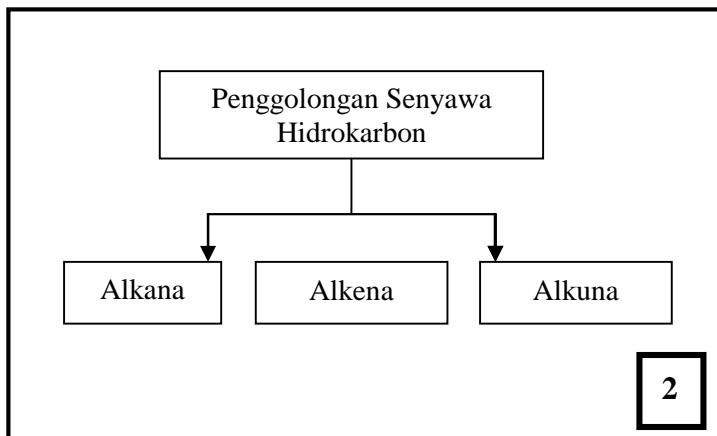 Penggolongan Senyawa
Hidrokarbon
Alkana
Alkena
Alkuna
2